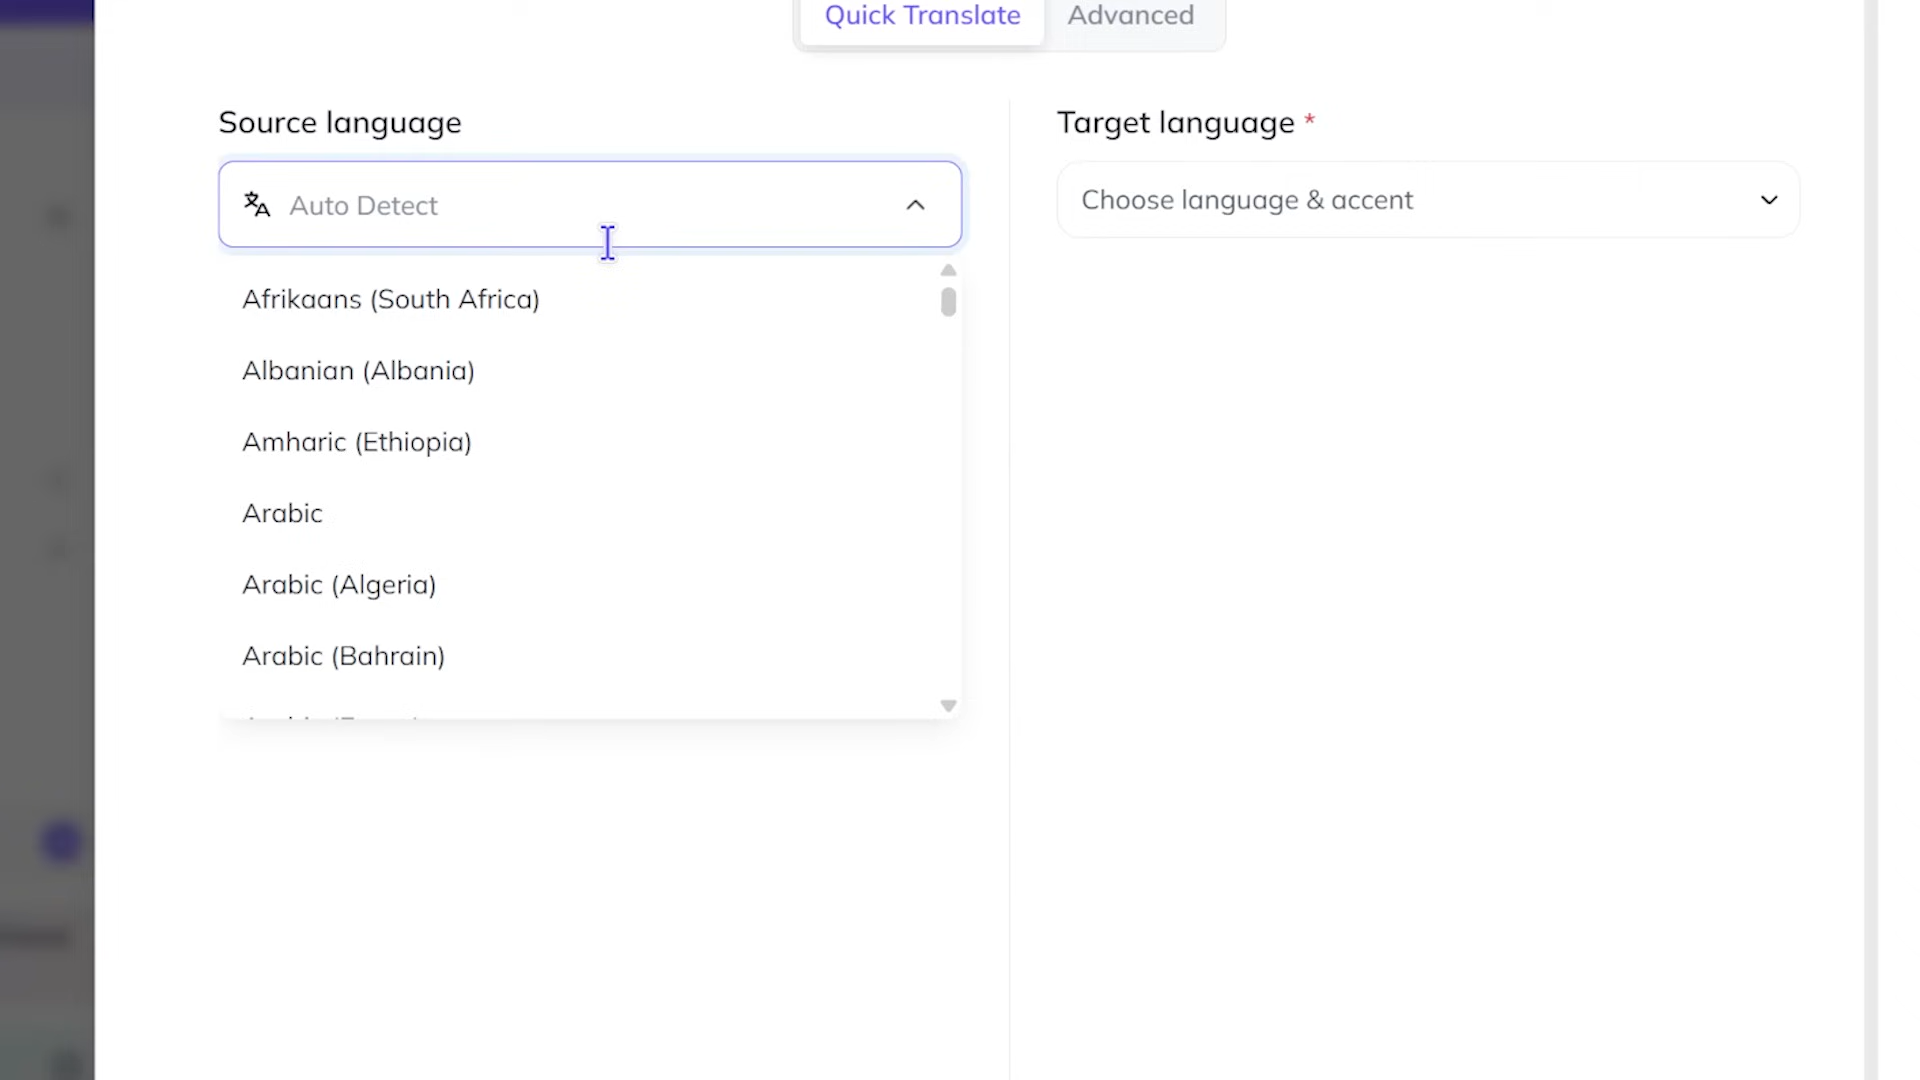 Quick Translate
Advanced
Source language
Auto Detect
Afrikaans (South Africa)
Albanian (Albania)
Amharic (Ethiopia)
Arabic
Arabic (Algeria)
Arabic (Bahrain)
Target language *
Choose language & accent